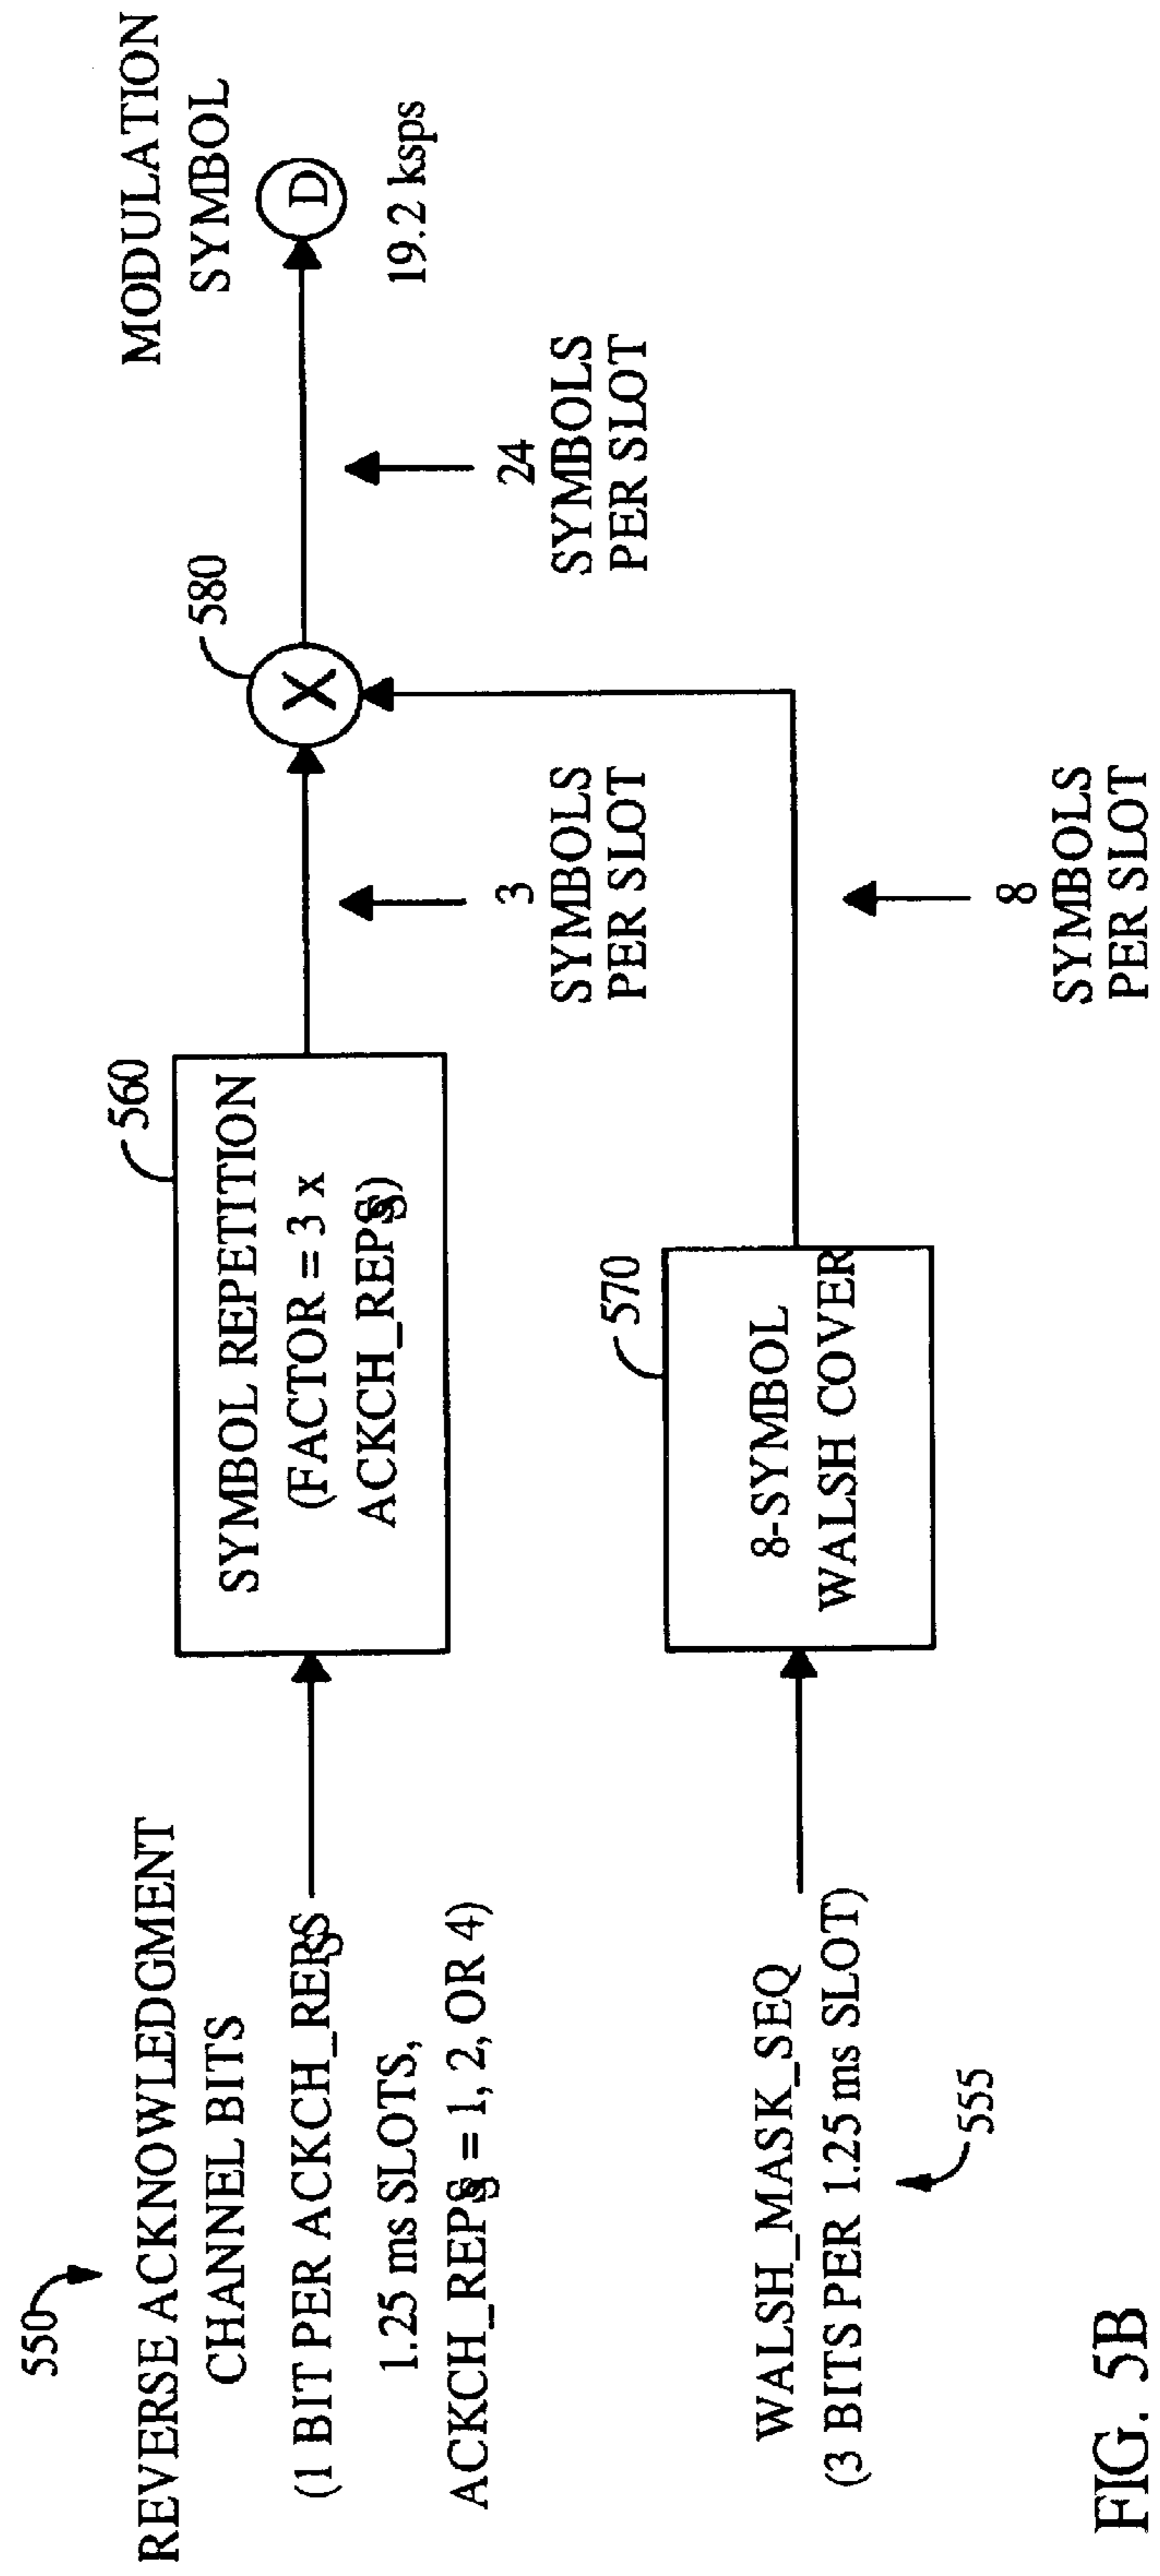 550
REVERSE ACKNOWLEDGMENT
CHANNEL BITS
(1 BIT PER ACKCH_REPS
1.25 ms SLOTS,
ACKCH_REPS = 1, 2, OR 4)
560
SYMBOL REPETITION
(FACTOR = 3 x
ACKCH_REPS)
3
SYMBOLS
PER SLOT
580
X
24
SYMBOLS
PER SLOT
MODULATION
SYMBOL
D
19.2 ksps
WALSH_MASK_SEQ
(3 BITS PER 1.25 ms SLOT)
555
570
8-SYMBOL
WALSH COVER
8
SYMBOLS
PER SLOT
FIG. 5B